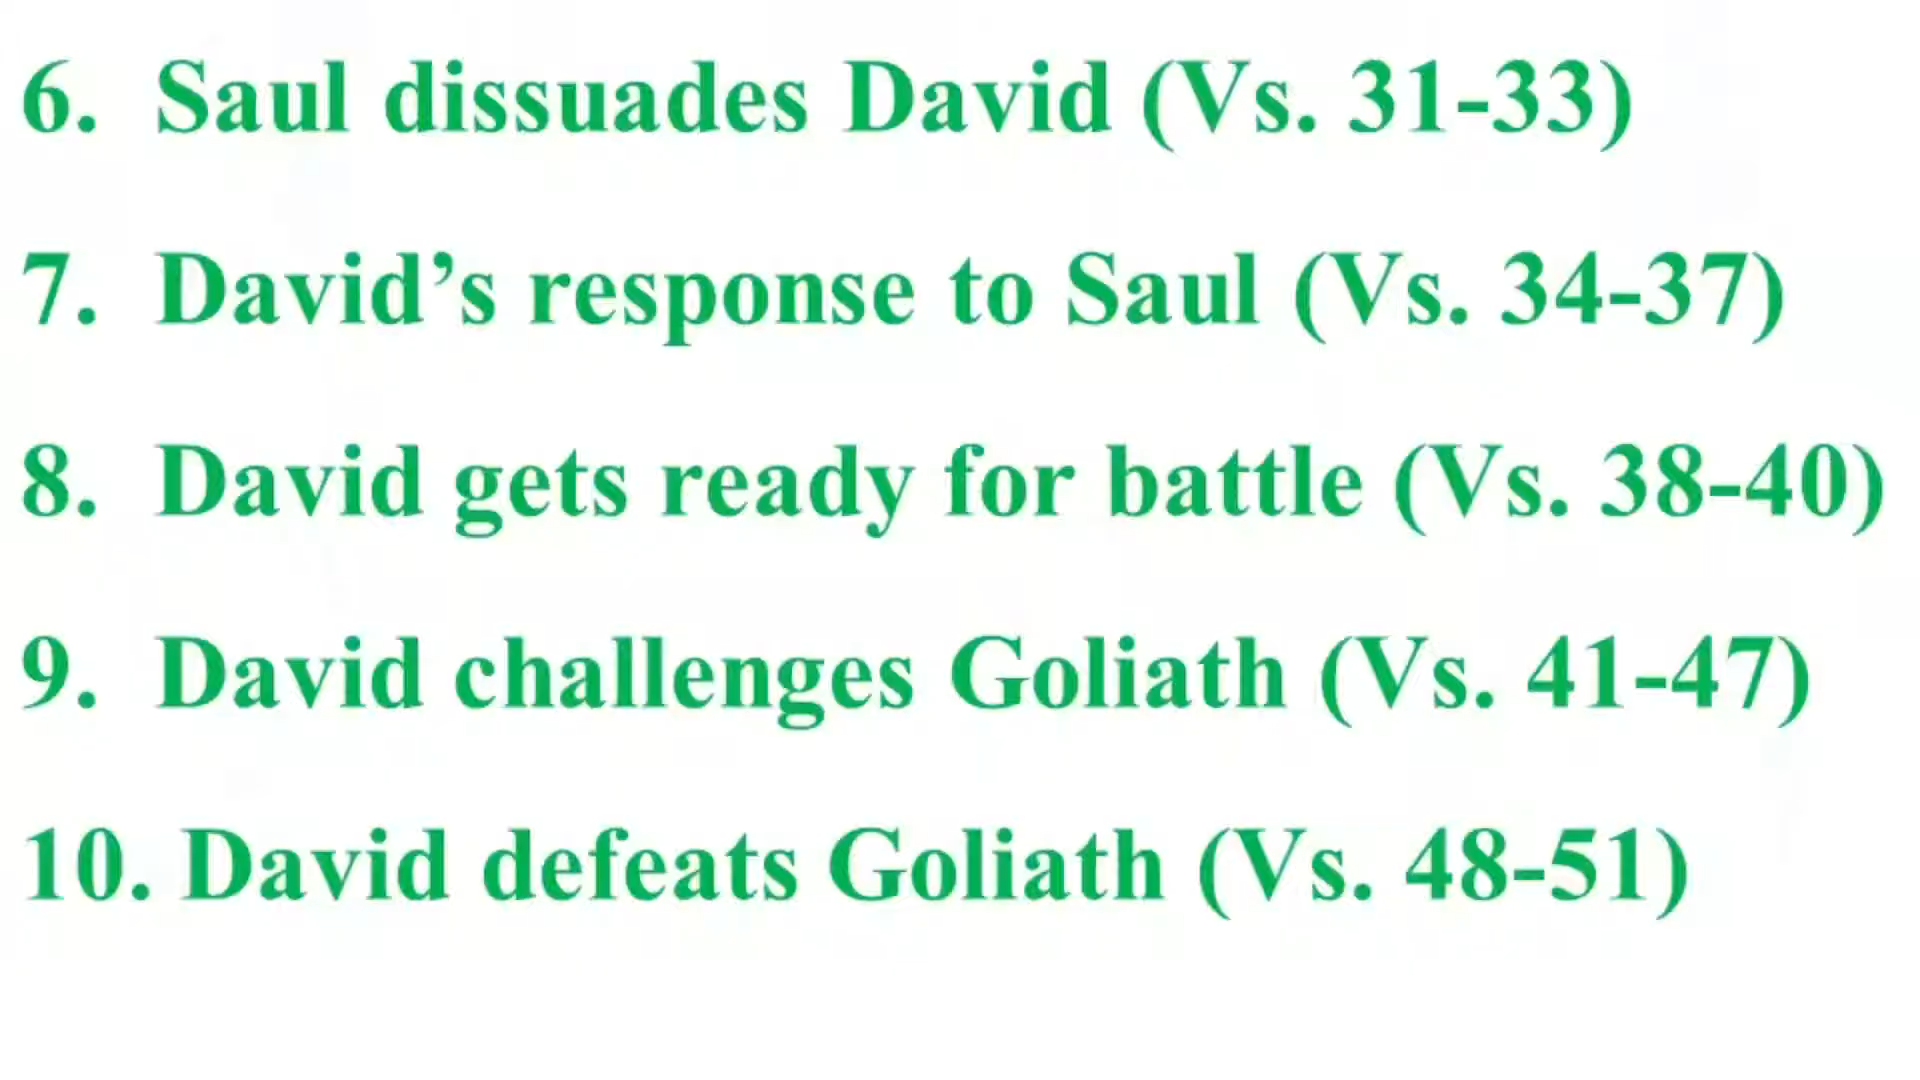 6. Saul dissuades David (Vs. 31-33)
7. David’s response to Saul (Vs. 34-37)
8. David gets ready for battle (Vs. 38-40)
9. David challenges Goliath (Vs. 41-47)
10. David defeats Goliath (Vs. 48-51)